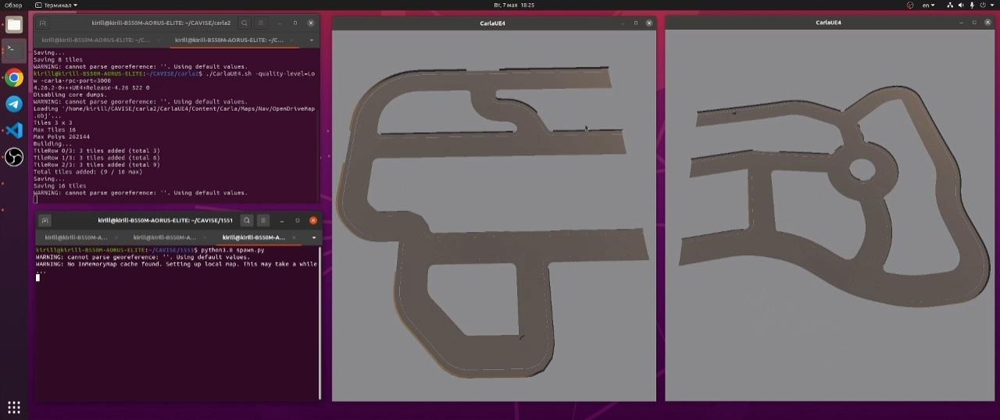 Обзор
Терминал
Вт, 7 мая 18:25
en
kirill@kirill-B550M-AORUS-ELITE: ~/CAVISE/carla2
kirill@kirill-B550M-AORUS-ELITE: ~/C...
kirill@kirill-B550M-AORUS-ELITE: ~/C...
Saving...
Saving 8 tiles
WARNING: cannot parse georeference: ''. Using default values.
kirill@kirill-B550M-AORUS-ELITE:~/CAVISE/carla2$ ./CarlaUE4.sh -quality-level=Lo
w -carla-rpc-port=3000
4.26.2-0+++UE4+Release-4.26 522 0
Disabling core dumps.
WARNING: cannot parse georeference: ''. Using default values.
Loading '/home/kirill/CAVISE/carla2/CarlaUE4/Content/Carla/Maps/Nav/OpenDriveMap
.obj'...
Tiles 3 x 3
Max Tiles 16
Max Polys 262144
Building...
TileRow 0/3: 3 tiles added (total 3)
TileRow 1/3: 3 tiles added (total 6)
TileRow 2/3: 3 tiles added (total 9)
Total tiles added: (9 / 16 max)
Saving...
Saving 16 tiles
WARNING: cannot parse georeference: ''. Using default values.
kirill@kirill-B550M-AORUS-ELITE: ~/CAVISE/1551
kirill@kirill-B550M-A...
kirill@kirill-B550M-A...
kirill@kirill-B550M-A...
kirill@kirill-B550M-AORUS-ELITE:~/CAVISE/1551$ python3.8 spawn.py
WARNING: cannot parse georeference: ''. Using default values.
WARNING: No InMemoryMap cache found. Setting up local map. This may take a while
...
CarlaUE4
CarlaUE4